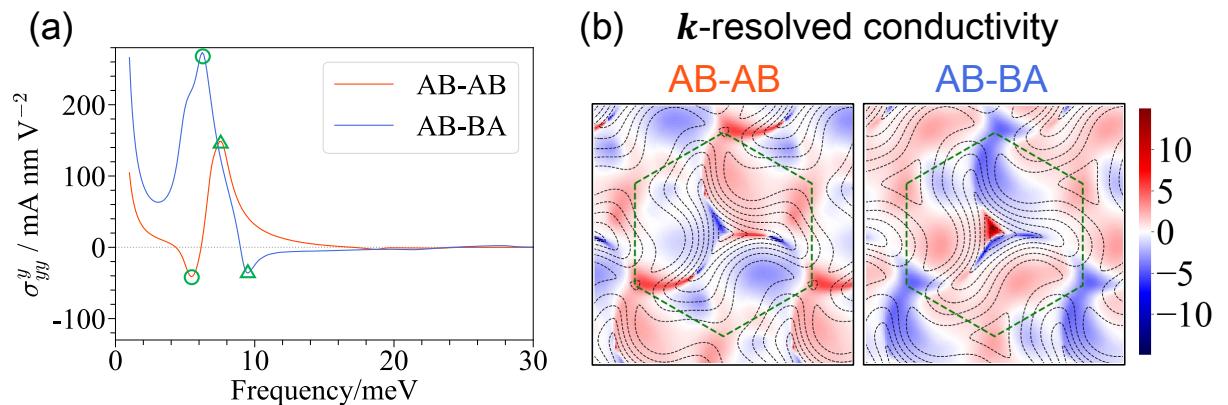 (a)
200
100
0
-100
0
10
20
30
σ^y_yy / mA nm V⁻²
Frequency/meV
AB-AB
AB-BA
(b)
k-resolved conductivity
AB-AB
AB-BA
10
5
0
−5
−10